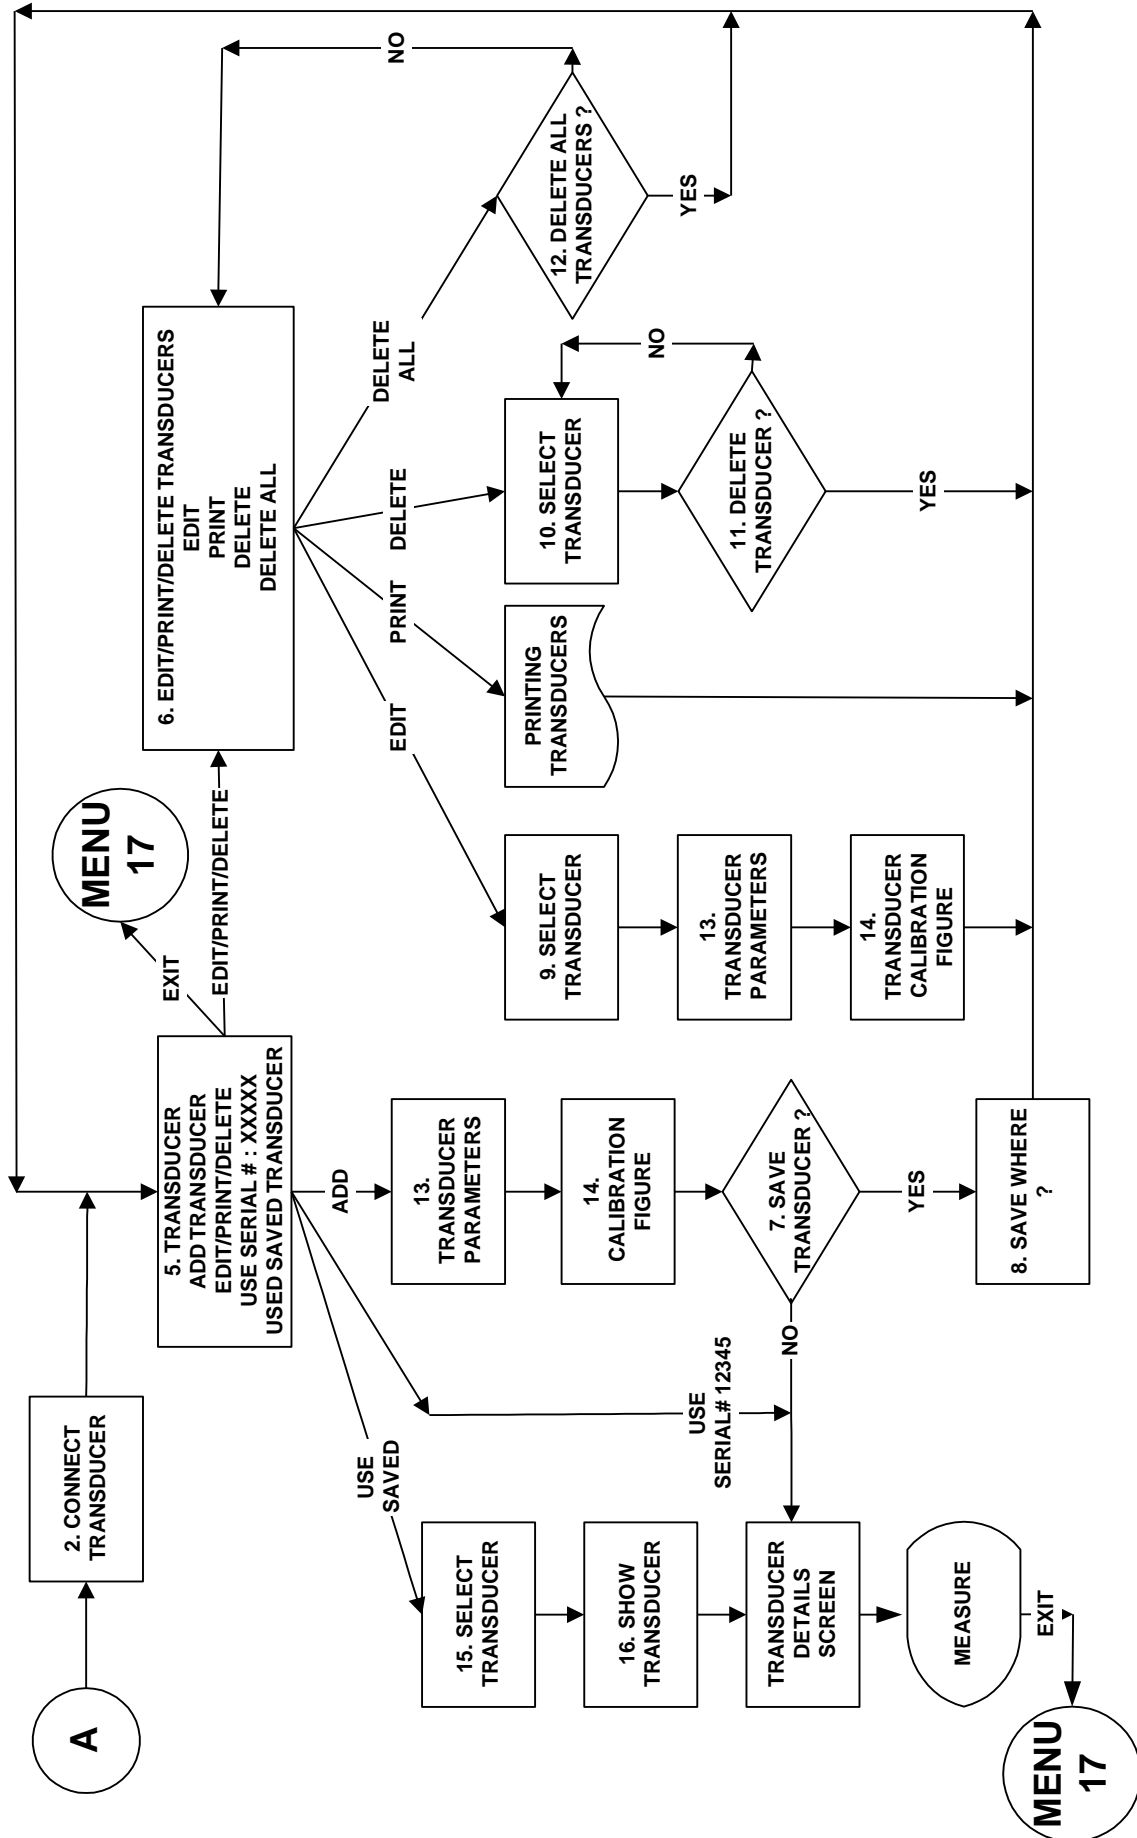 A
2. CONNECT
TRANSDUCER
5. TRANSDUCER
ADD TRANSDUCER
EDIT/PRINT/DELETE
USE SERIAL # : XXXXX
USED SAVED TRANSDUCER
EXIT
MENU
17
EDIT/PRINT/DELETE
6. EDIT/PRINT/DELETE TRANSDUCERS
EDIT
PRINT
DELETE
DELETE ALL
NO
USE
SAVED
ADD
EDIT
PRINT
DELETE
DELETE
ALL
15. SELECT
TRANSDUCER
16. SHOW
TRANSDUCER
TRANSDUCER
DETAILS
SCREEN
MEASURE
EXIT
MENU
17
USE
SERIAL# 12345
NO
13.
TRANSDUCER
PARAMETERS
14.
CALIBRATION
FIGURE
7. SAVE
TRANSDUCER ?
YES
8. SAVE WHERE
?
9. SELECT
TRANSDUCER
13.
TRANSDUCER
PARAMETERS
14.
TRANSDUCER
CALIBRATION
FIGURE
PRINTING
TRANSDUCERS
10. SELECT
TRANSDUCER
NO
11. DELETE
TRANSDUCER ?
YES
12. DELETE ALL
TRANSDUCERS ?
YES